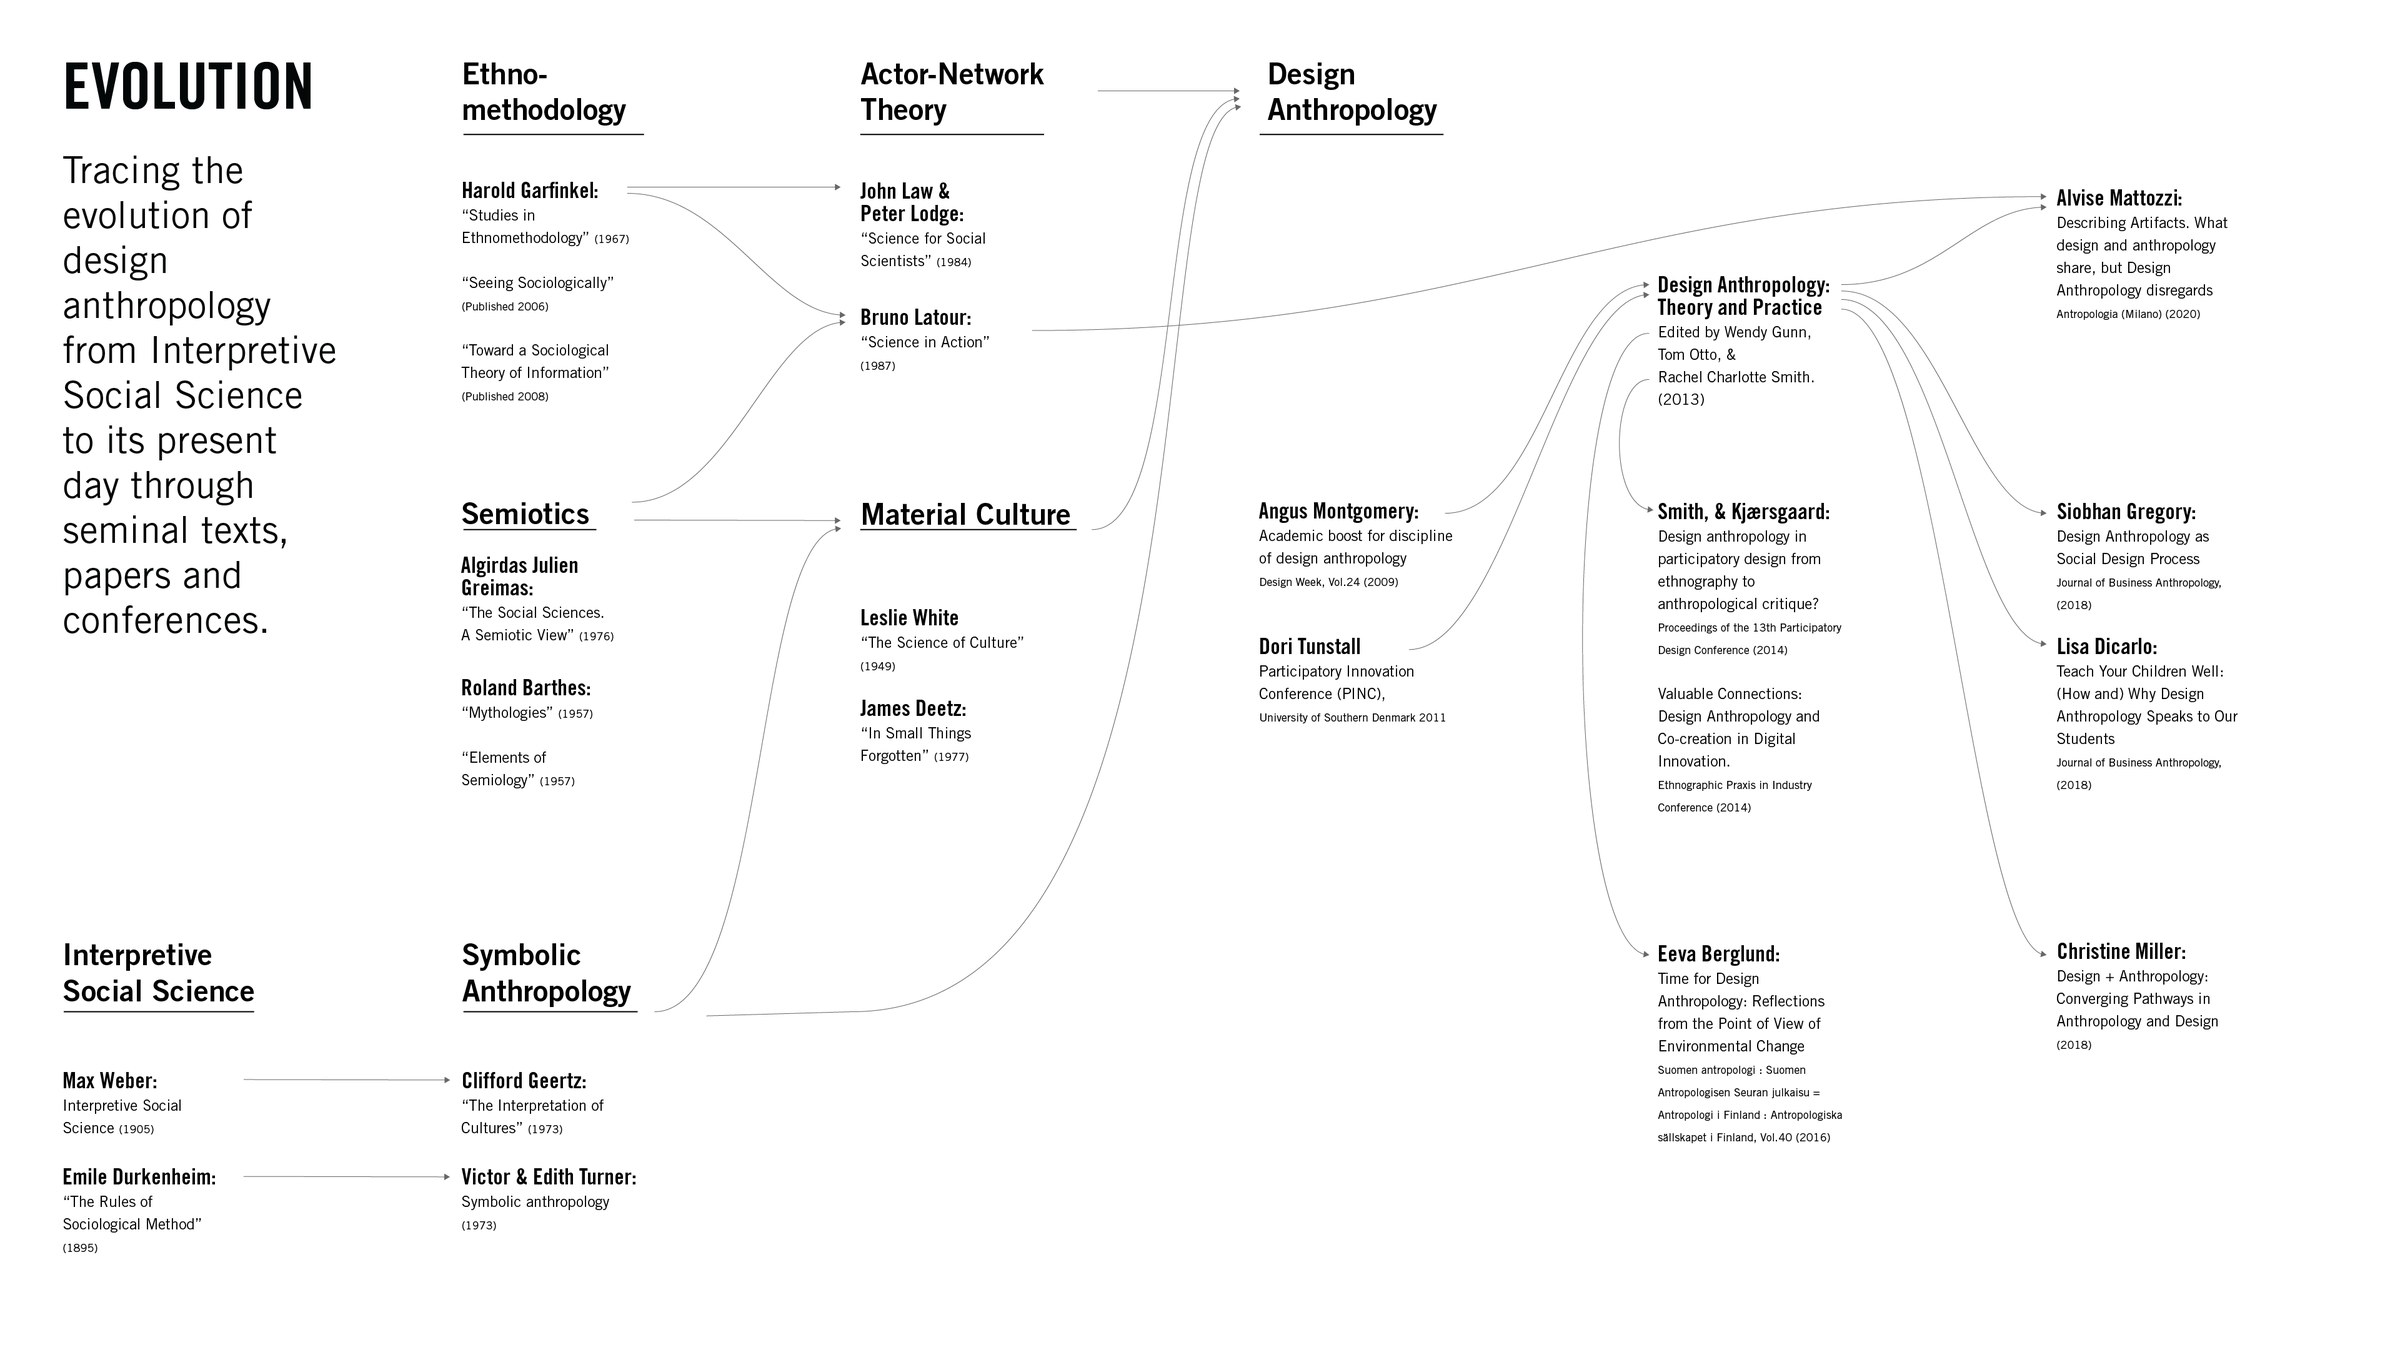 EVOLUTION
Tracing the
evolution of
design
anthropology
from Interpretive
Social Science
to its present
day through
seminal texts,
papers and
conferences.
Interpretive
Social Science
Max Weber:
Interpretive Social
Science (1905)
Emile Durkenheim:
“The Rules of
Sociological Method”
(1895)
Ethno-
methodology
Harold Garfinkel:
“Studies in
Ethnomethodology” (1967)
“Seeing Sociologically”
(Published 2006)
“Toward a Sociological
Theory of Information”
(Published 2008)
Semiotics
Algirdas Julien
Greimas:
“The Social Sciences.
A Semiotic View” (1976)
Roland Barthes:
“Mythologies” (1957)
“Elements of
Semiology” (1957)
Symbolic
Anthropology
Clifford Geertz:
“The Interpretation of
Cultures” (1973)
Victor & Edith Turner:
Symbolic anthropology
(1973)
Actor-Network
Theory
John Law &
Peter Lodge:
“Science for Social
Scientists” (1984)
Bruno Latour:
“Science in Action”
(1987)
Material Culture
Leslie White
“The Science of Culture”
(1949)
James Deetz:
“In Small Things
Forgotten” (1977)
Design
Anthropology
Angus Montgomery:
Academic boost for discipline
of design anthropology
Design Week, Vol.24 (2009)
Dori Tunstall
Participatory Innovation
Conference (PINC),
University of Southern Denmark 2011
Design Anthropology:
Theory and Practice
Edited by Wendy Gunn,
Tom Otto, &
Rachel Charlotte Smith.
(2013)
Smith, & Kjærsgaard:
Design anthropology in
participatory design from
ethnography to
anthropological critique?
Proceedings of the 13th Participatory
Design Conference (2014)
Valuable Connections:
Design Anthropology and
Co-creation in Digital
Innovation.
Ethnographic Praxis in Industry
Conference (2014)
Eeva Berglund:
Time for Design
Anthropology: Reflections
from the Point of View of
Environmental Change
Suomen antropologi : Suomen
Antropologisen Seuran julkaisu =
Antropologi i Finland : Antropologiska
sällskapet i Finland, Vol.40 (2016)
Alvise Mattozzi:
Describing Artifacts. What
design and anthropology
share, but Design
Anthropology disregards
Antropologia (Milano) (2020)
Siobhan Gregory:
Design Anthropology as
Social Design Process
Journal of Business Anthropology,
(2018)
Lisa Dicarlo:
Teach Your Children Well:
(How and) Why Design
Anthropology Speaks to Our
Students
Journal of Business Anthropology,
(2018)
Christine Miller:
Design + Anthropology:
Converging Pathways in
Anthropology and Design
(2018)